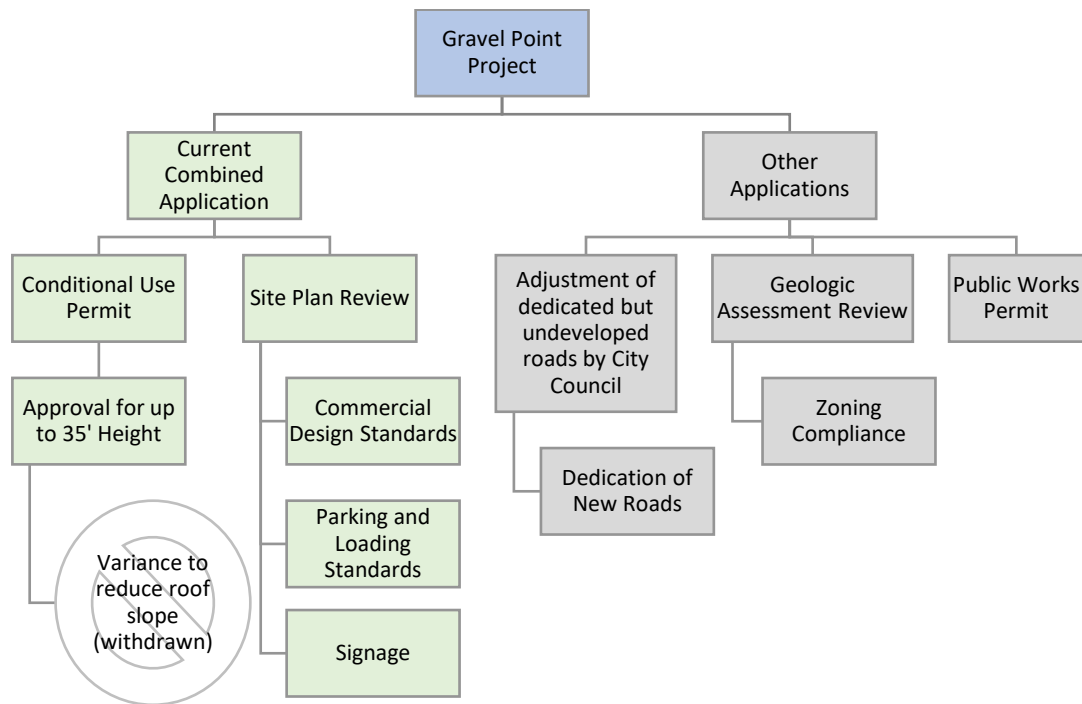 Gravel Point
Project
Current
Combined
Application
Other
Applications
Conditional Use
Permit
Site Plan Review
Adjustment of
dedicated but
undeveloped
roads by City
Council
Geologic
Assessment Review
Public Works
Permit
Approval for up
to 35' Height
Commercial
Design Standards
Zoning
Compliance
Dedication of
New Roads
Parking and
Loading
Standards
Variance to
reduce roof
slope
(withdrawn)
Signage